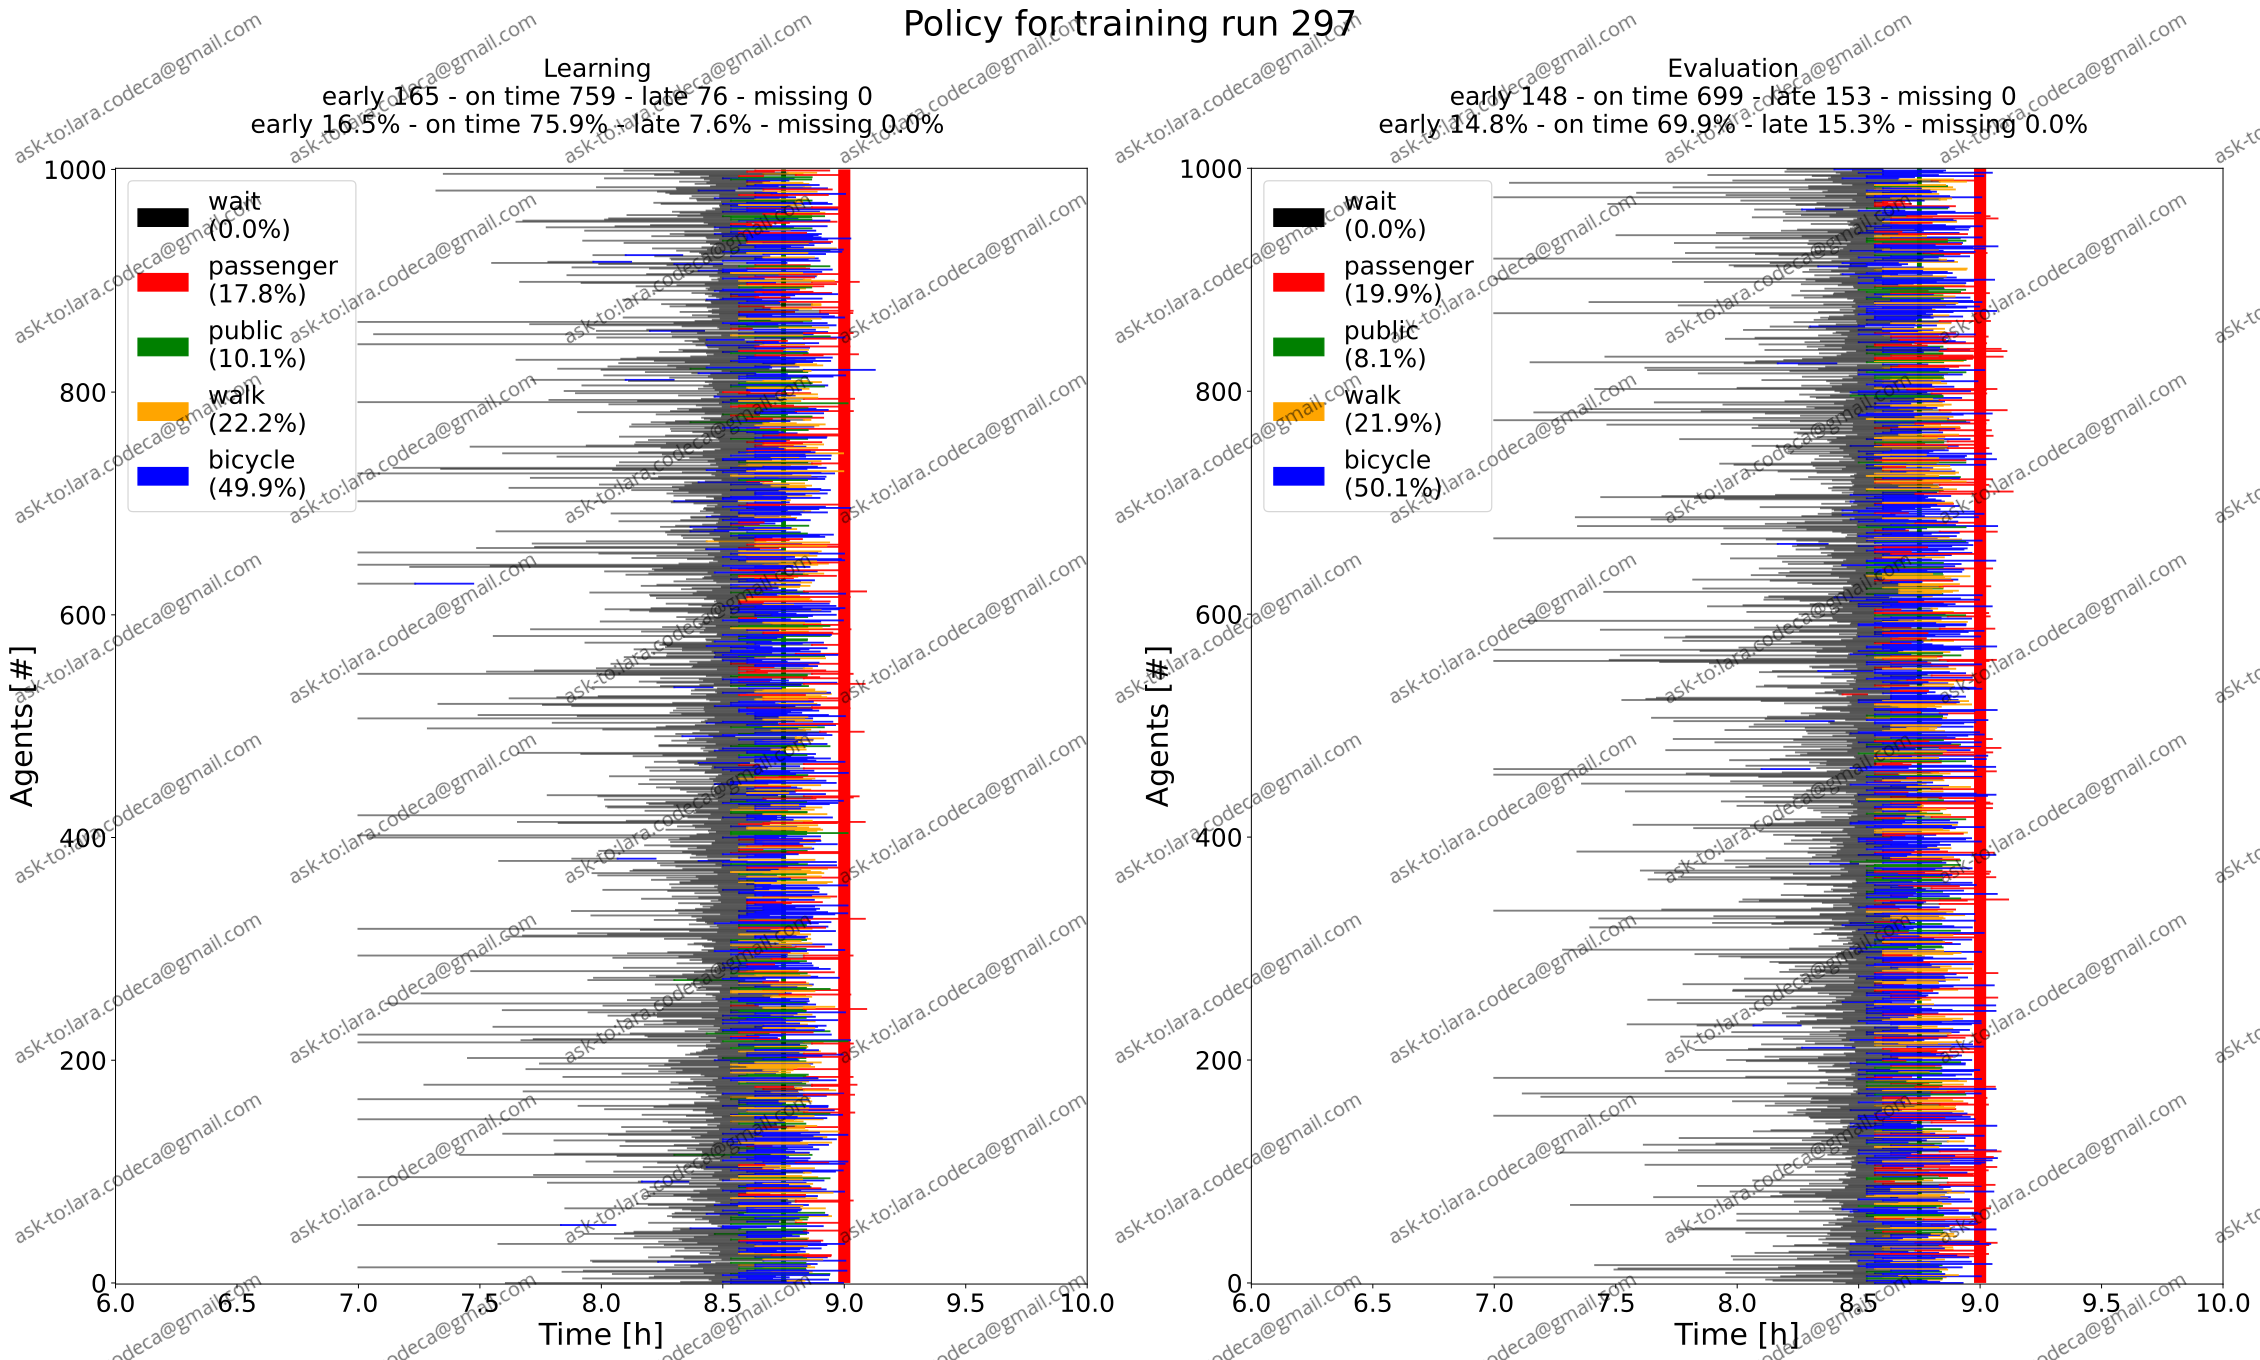 Policy for training run 297
Learning
early 165 - on time 759 - late 76 - missing 0
early 16.5% - on time 75.9% - late 7.6% - missing 0.0%
1000
800
600
400
200
0
Agents [#]
wait
(0.0%)
passenger
(17.8%)
public
(10.1%)
walk
(22.2%)
bicycle
(49.9%)
6.0 6.5 7.0 7.5 8.0 8.5 9.0 9.5 10.0
Time [h]
Evaluation
early 148 - on time 699 - late 153 - missing 0
early 14.8% - on time 69.9% - late 15.3% - missing 0.0%
1000
800
600
400
200
0
Agents [#]
wait
(0.0%)
passenger
(19.9%)
public
(8.1%)
walk
(21.9%)
bicycle
(50.1%)
6.0 6.5 7.0 7.5 8.0 8.5 9.0 9.5 10.0
Time [h]
ask-to:lara.codeca@gmail.com